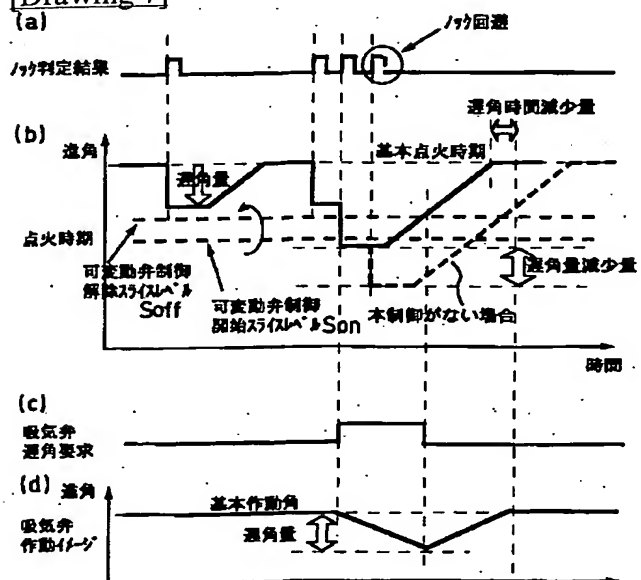 [Drawing 7]
(a)
ノック回避
ノック判定結果
遅角時間減少量
(b)
進角
基本点火時期
遅角量
点火時期
可変動弁制御
解除スライスレベル
Soff
可変動弁制御
開始スライスレベル Son
遅角量減少量
本制御がない場合
時間
(c)
吸気弁
遅角要求
(d)
進角
基本作動角
吸気弁
作動イメージ
遅角量